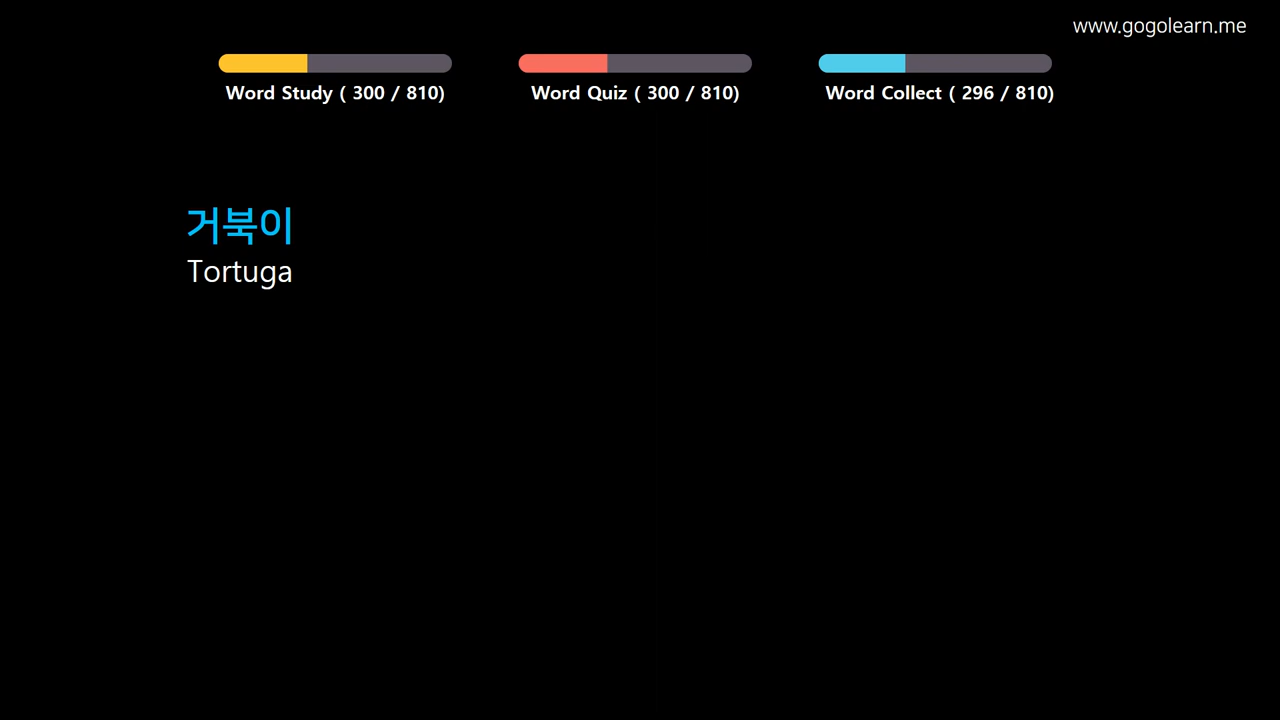 www.gogolearn.me
Word Study ( 300 / 810)
Word Quiz ( 300 / 810)
Word Collect ( 296 / 810)
거북이
Tortuga